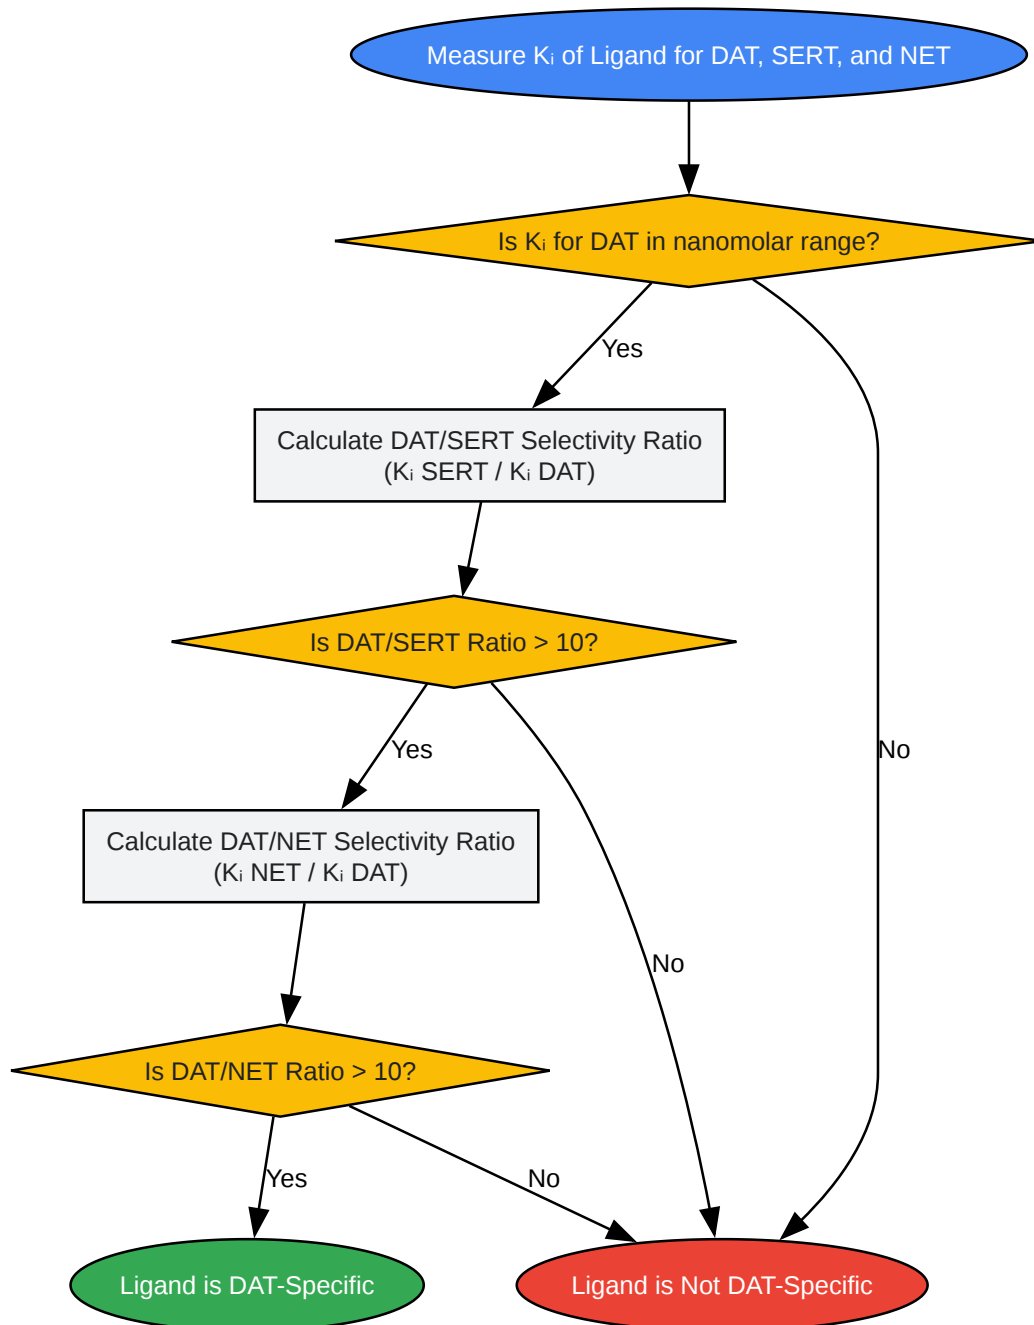 Measure Kᵢ of Ligand for DAT, SERT, and NET
Is Kᵢ for DAT in nanomolar range?
Yes
Calculate DAT/SERT Selectivity Ratio
(Kᵢ SERT / Kᵢ DAT)
Is DAT/SERT Ratio > 10?
Yes
No
Calculate DAT/NET Selectivity Ratio
(Kᵢ NET / Kᵢ DAT)
No
Is DAT/NET Ratio > 10?
Yes
No
Ligand is DAT-Specific
Ligand is Not DAT-Specific